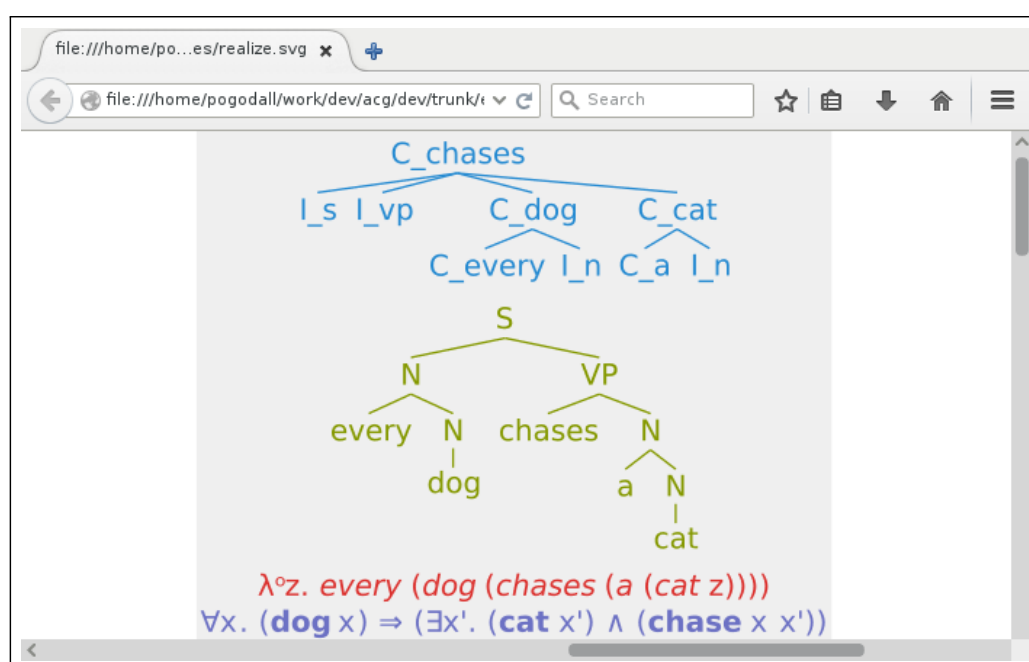 file:///home/po...es/realize.svg
file:///home/pogodall/work/dev/acg/dev/trunk/e Search
C_chases
I_s I_vp C_dog C_cat
C_every I_n C_a I_n
S
N VP
every N chases N
dog a N
cat
λᵒz. every (dog (chases (a (cat z))))
∀x. (dog x) ⇒ (∃x'. (cat x') ∧ (chase x x'))